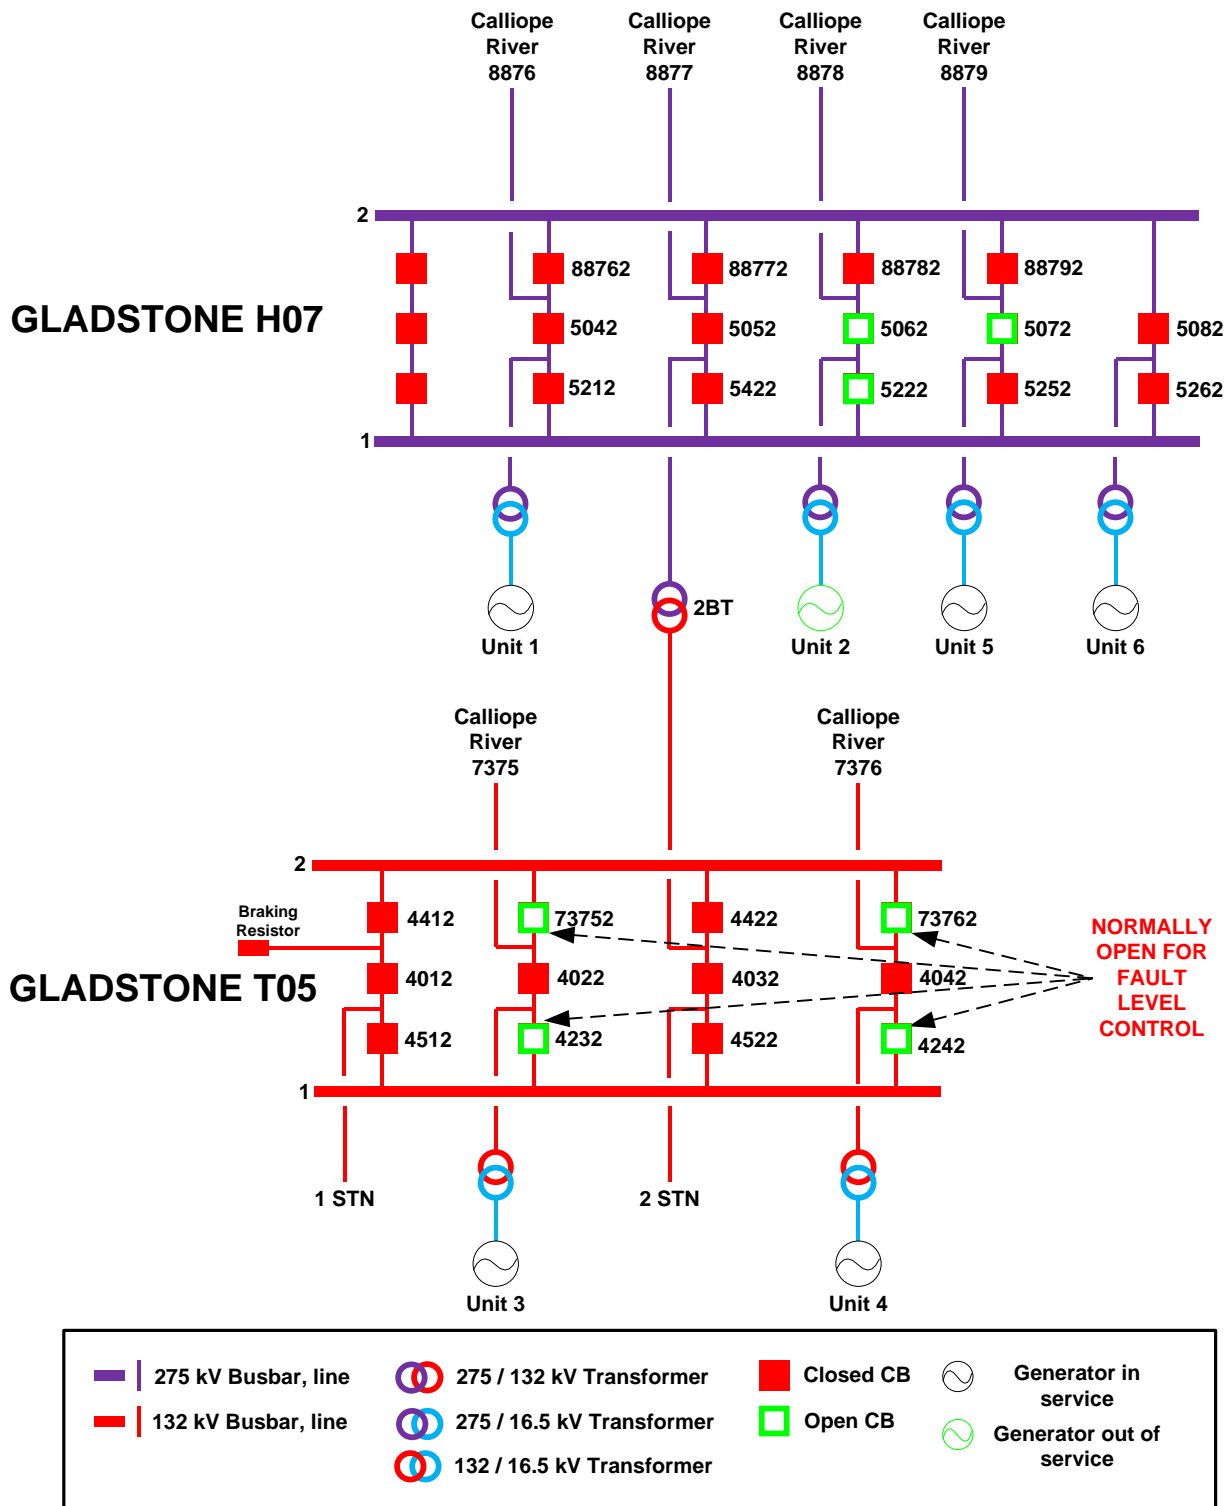 Calliope
River
8876
Calliope
River
8877
Calliope
River
8878
Calliope
River
8879
2
88762
88772
88782
88792
GLADSTONE H07
5042
5052
5062
5072
5082
5212
5422
5222
5252
5262
1
2BT
Unit 1
Unit 2
Unit 5
Unit 6
Calliope
River
7375
Calliope
River
7376
2
Braking
Resistor
4412
73752
4422
73762
NORMALLY
OPEN FOR
FAULT
LEVEL
CONTROL
GLADSTONE T05
4012
4022
4032
4042
4512
4232
4522
4242
1
1 STN
2 STN
Unit 3
Unit 4
275 kV Busbar, line
132 kV Busbar, line
275 / 132 kV Transformer
275 / 16.5 kV Transformer
132 / 16.5 kV Transformer
Closed CB
Open CB
Generator in
service
Generator out of
service